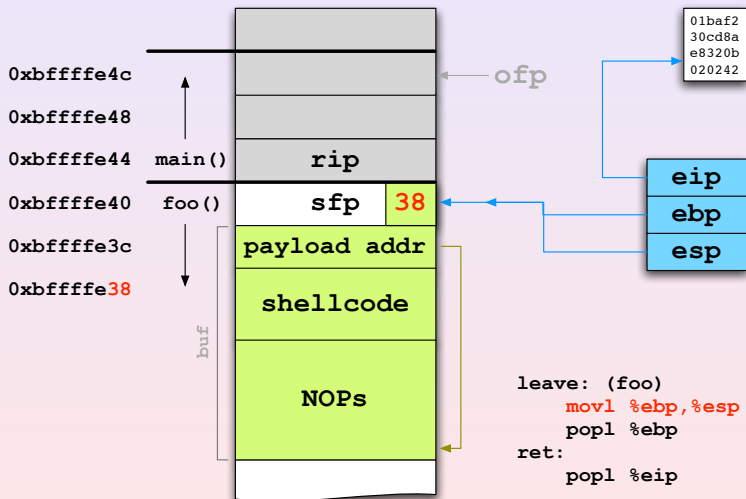 01baf2
30cd8a
e8320b
020242
0xbffffe4c
ofp
0xbffffe48
0xbffffe44 main() rip
eip
0xbffffe40 foo() sfp 38
ebp
0xbffffe3c payload addr
esp
0xbffffe38
shellcode
buf
NOPs
leave: (foo)
movl %ebp,%esp
popl %ebp
ret:
popl %eip